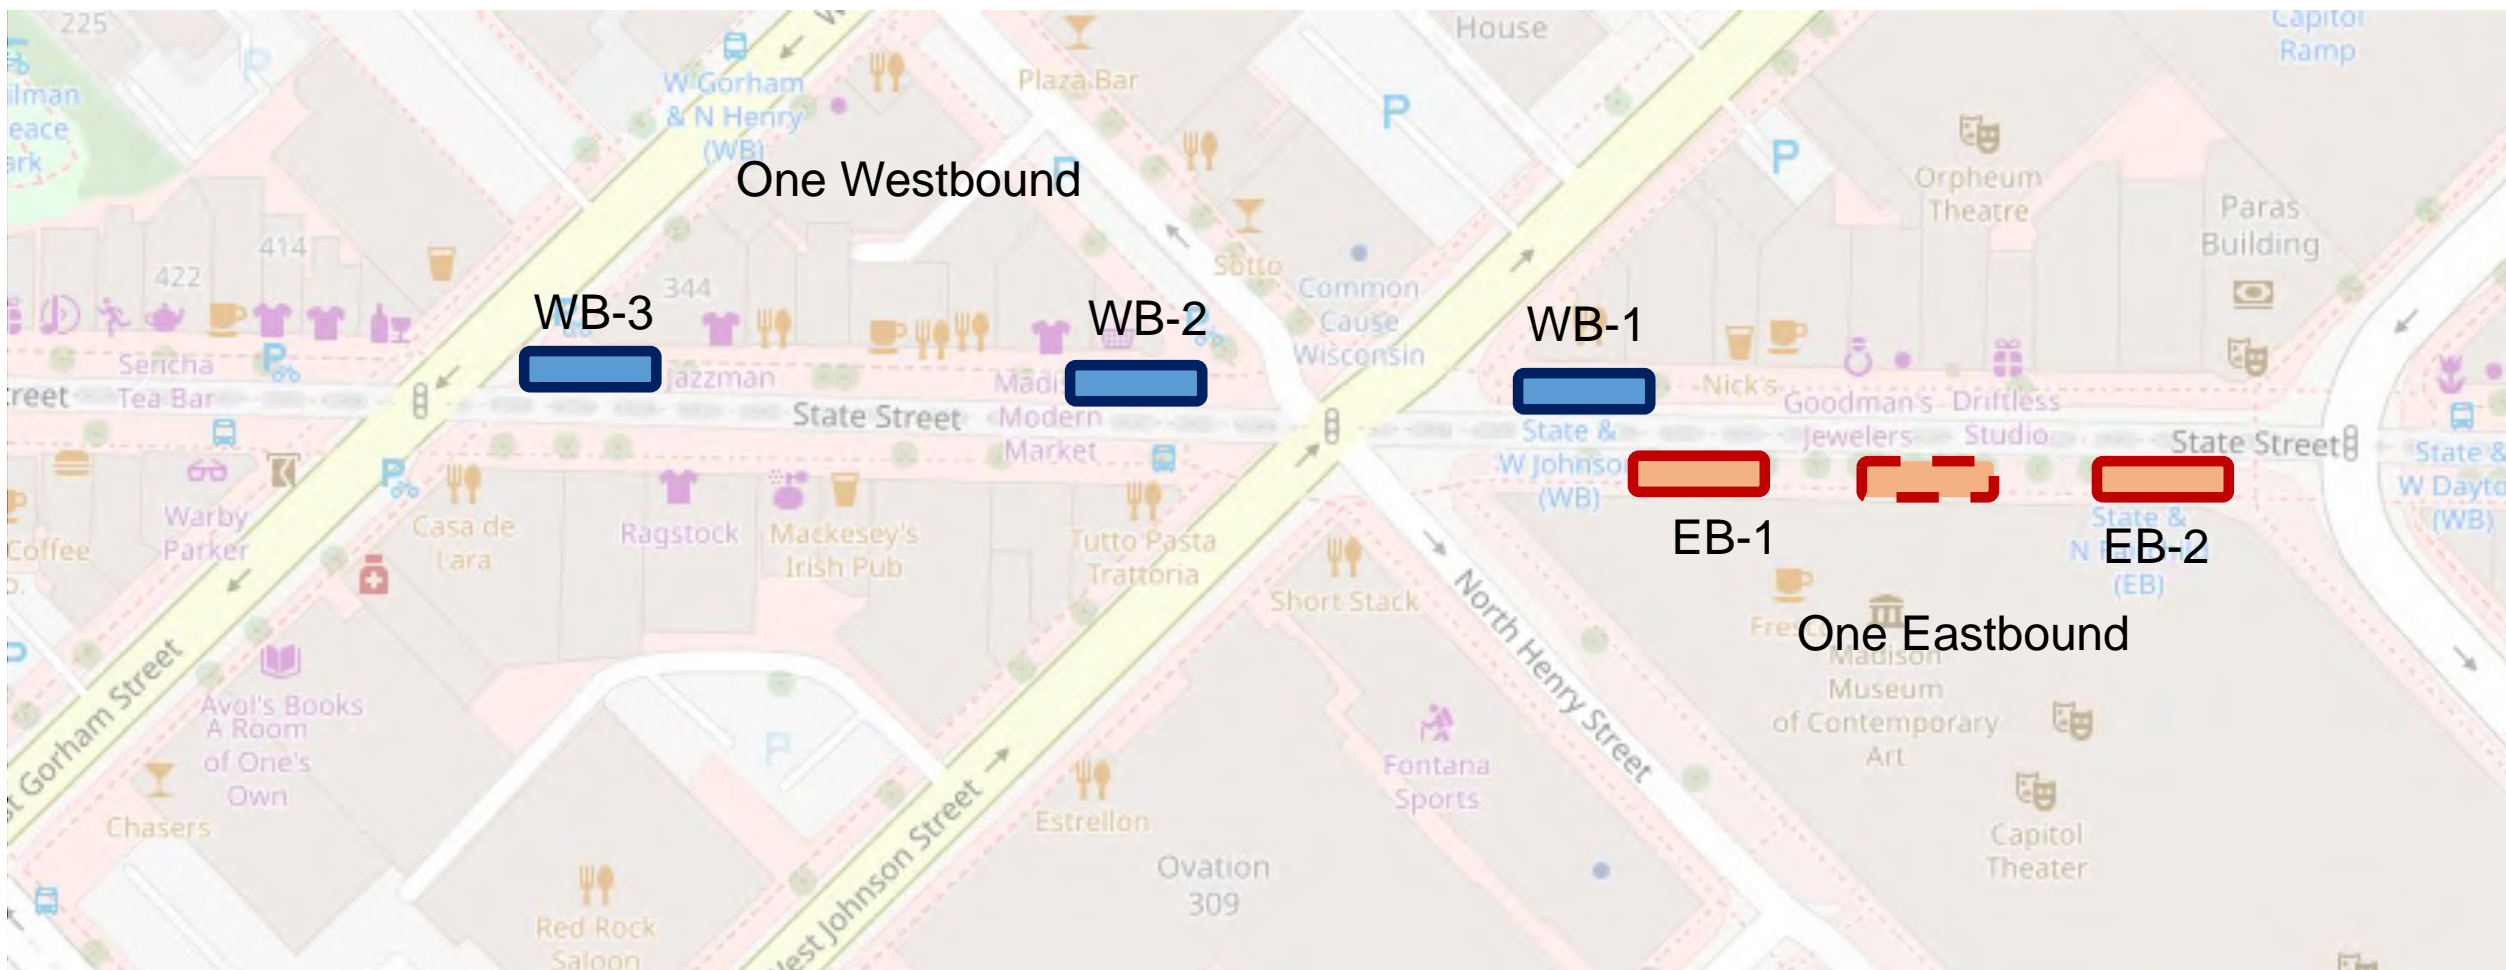 225
House
Capitol
Ramp
W Gorham
& N Henry
(WB)
Plaza Bar
P
P
P
P
One Westbound
Orpheum
Theatre
Paras
Building
414
422
344
Sotto
Common
Cause
Wisconsin
WB-3
WB-2
WB-1
Sencha
Tea Bar
azzman
Modern
Market
Nick's
Goodman's
Jewelers
Driftless
Studio
State Street
State Street
State &
(WB)
State &
(WB)
P
P
EB-1
EB-2
State &
(EB)
Warby
Parker
Coffee
Casa de
Lara
Ragstock
Mackesey's
Irish Pub
Tutto Pasta
Trattoria
Short Stack
North Henry Street
One Eastbound
Madison
Museum
of Contemporary
Art
Avol's Books
A Room
of One's
Own
P
Gorham Street
Chasers
West Johnson Street
Estrellon
Fontana
Sports
Capitol
Theater
Ovation
309
Red Rock
Saloon